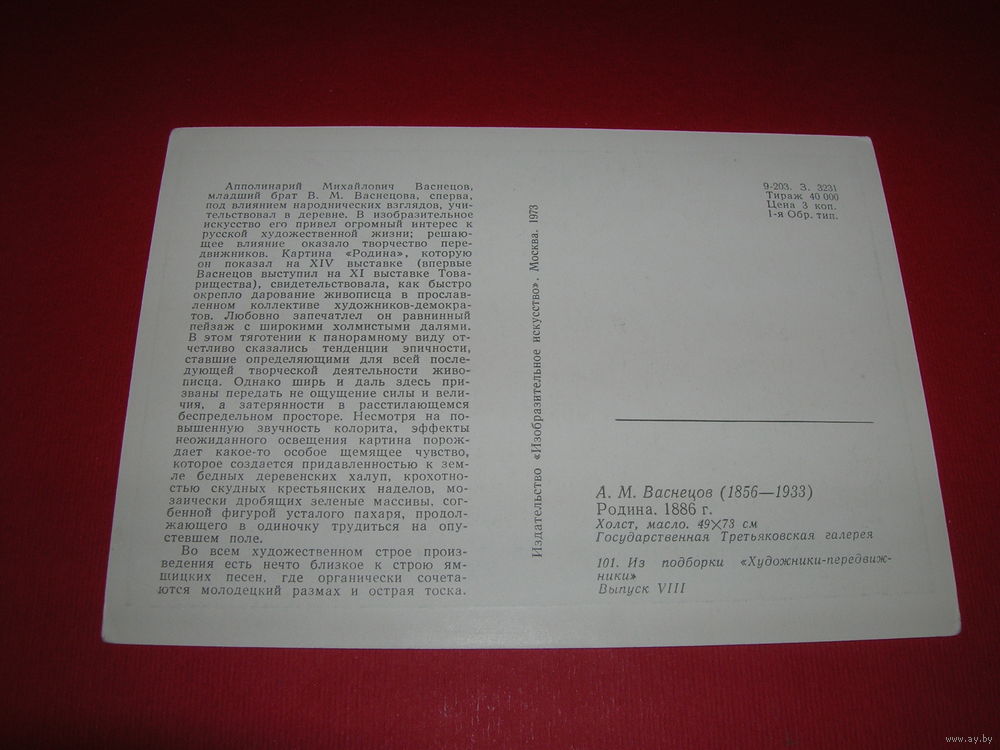 Апполинарий Михайлович Васнецов,
младший брат В. М. Васнецова, сперва,
под влиянием народнических взглядов, учи-
тельствовал в деревне. В изобразительное
искусство его привел огромный интерес к
русской художественной жизни; решаю-
щее влияние оказало творчество пере-
движников. Картина «Родина», которую
он показал на XIV выставке (впервые
Васнецов выступил на XI выставке Това-
рищества), свидетельствовала, как быстро
окрепло дарование живописца в прослав-
ленном коллективе художников-демокра-
тов. Любовно запечатлел он равнинный
пейзаж с широкими холмистыми далями.
В этом тяготении к панорамному виду от-
четливо сказались тенденции эпичности,
ставшие определяющими для всей после-
дующей творческой деятельности живо-
писца. Однако ширь и даль здесь при-
званы передать не ощущение силы и вели-
чия, а затерянности в расстилающемся
беспредельном просторе. Несмотря на по-
вышенную звучность колорита, эффекты
неожиданного освещения картина порож-
дает какое-то особое щемящее чувство,
которое создается придавленностью к зем-
ле бедных деревенских халуп, крохотно-
стью скудных крестьянских наделов, мо-
заически дробящих зеленые массивы, сог-
бенной фигурой усталого пахаря, продол-
жающего в одиночку трудиться на опу-
стевшем поле.
Во всем художественном строе произ-
ведения есть нечто близкое к строю ям-
щицких песен, где органически сочета-
ются молодецкий размах и острая тоска.
Издательство «Изобразительное искусство». Москва. 1973
9-203. З. 3231
Тираж 40 000
Цена 3 коп.
1-я Обр. тип.
А. М. Васнецов (1856—1933)
Родина. 1886 г.
Холст, масло. 49×73 см
Государственная Третьяковская галерея
101. Из подборки «Художники-передвиж-
ники»
Выпуск VIII
www.ay.by